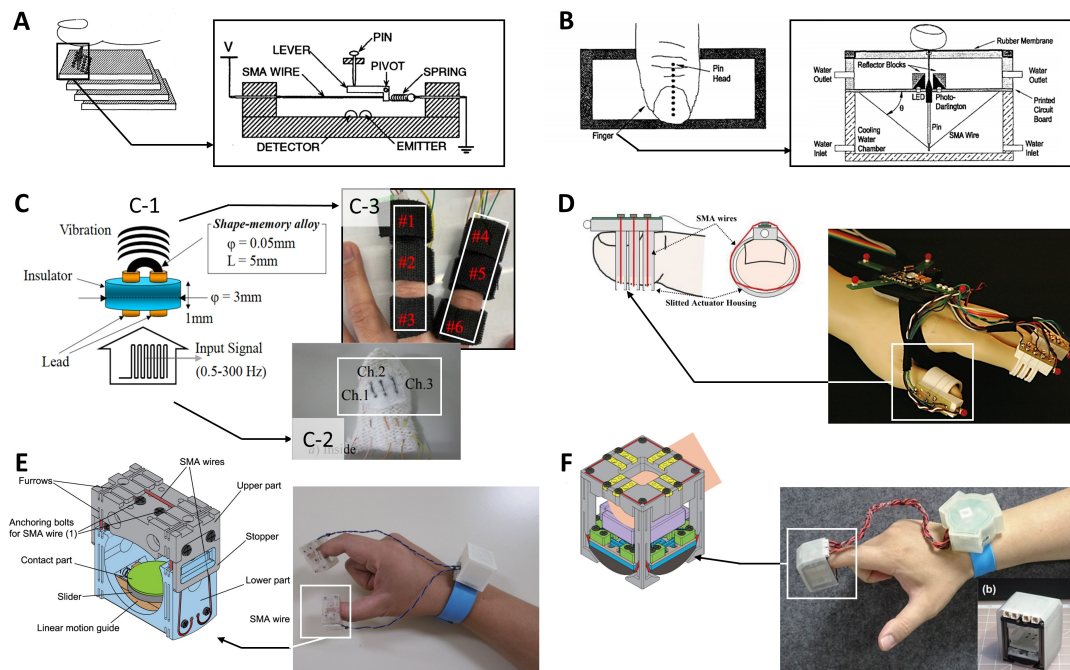 A
V
PIN
LEVER
PIVOT
SMA WIRE
SPRING
DETECTOR
EMITTER
B
Pin
Head
Finger
Rubber Membrane
Reflector Blocks
Water
Outlet
Water
Outlet
LED
Photo-
Darlington
Printed
Circuit
Board
θ
Pin
SMA Wire
Cooling
Water
Chamber
Water
Inlet
Water
Inlet
C
C-1
Vibration
Shape-memory alloy
φ = 0.05mm
L = 5mm
Insulator
φ = 3mm
1mm
Lead
Input Signal
(0.5-300 Hz)
C-3
#1
#2
#3
#4
#5
#6
Ch.2
Ch.1
Ch.3
C-2
Inside
D
SMA wires
Slitted Actuator Housing
E
SMA wires
Furrows
Upper part
Anchoring bolts
for SMA wire (1)
Stopper
Contact part
Lower part
Slider
Linear motion guide
SMA wire
F
(b)